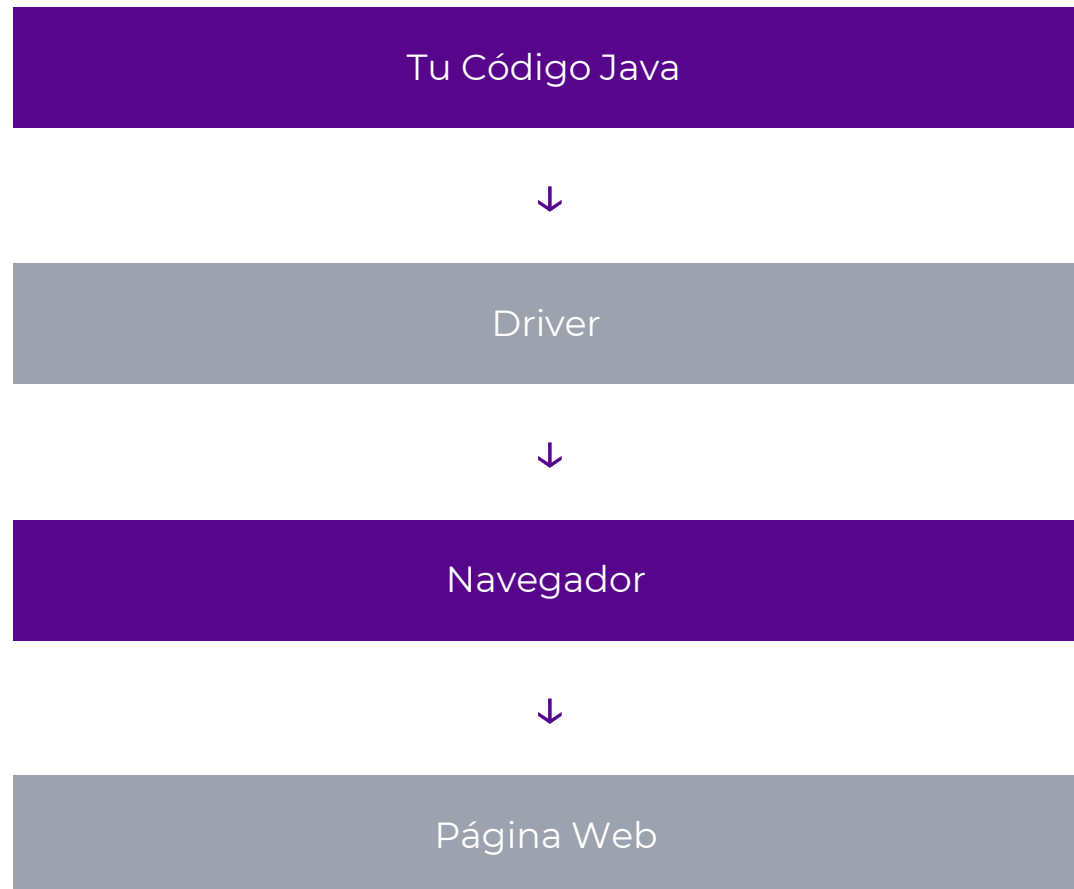 Tu Código Java
↓
Driver
↓
Navegador
↓
Página Web